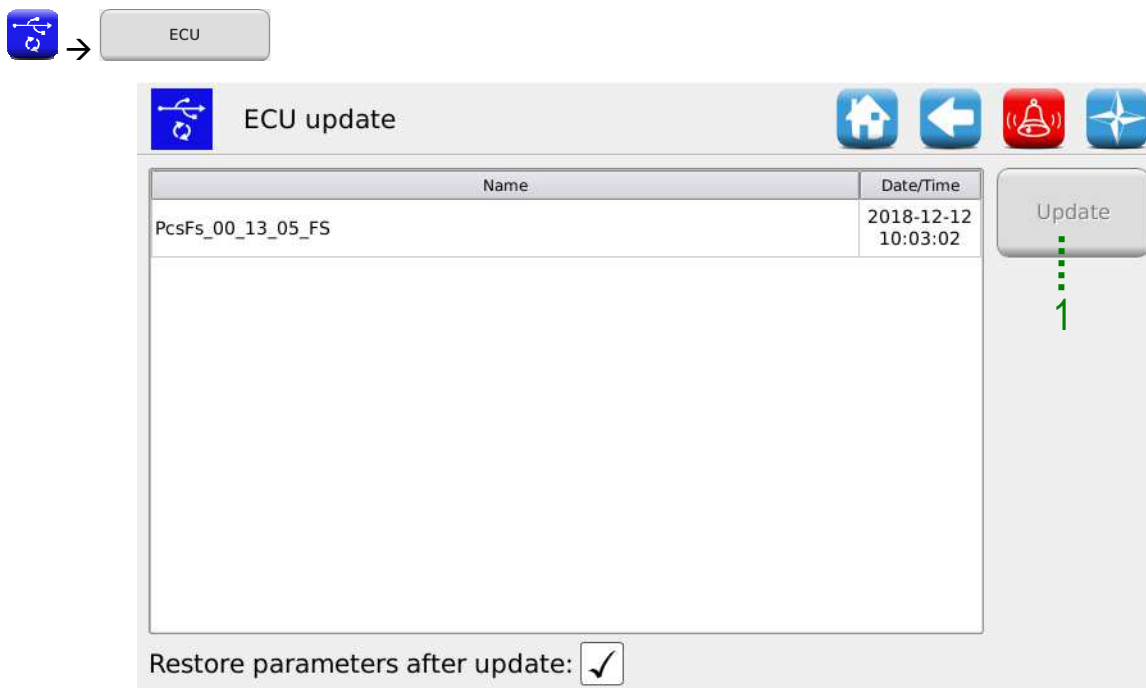 → ECU
ECU update
Name Date/Time
PcsFs_00_13_05_FS 2018-12-12
10:03:02
Update
1
Restore parameters after update: ✓